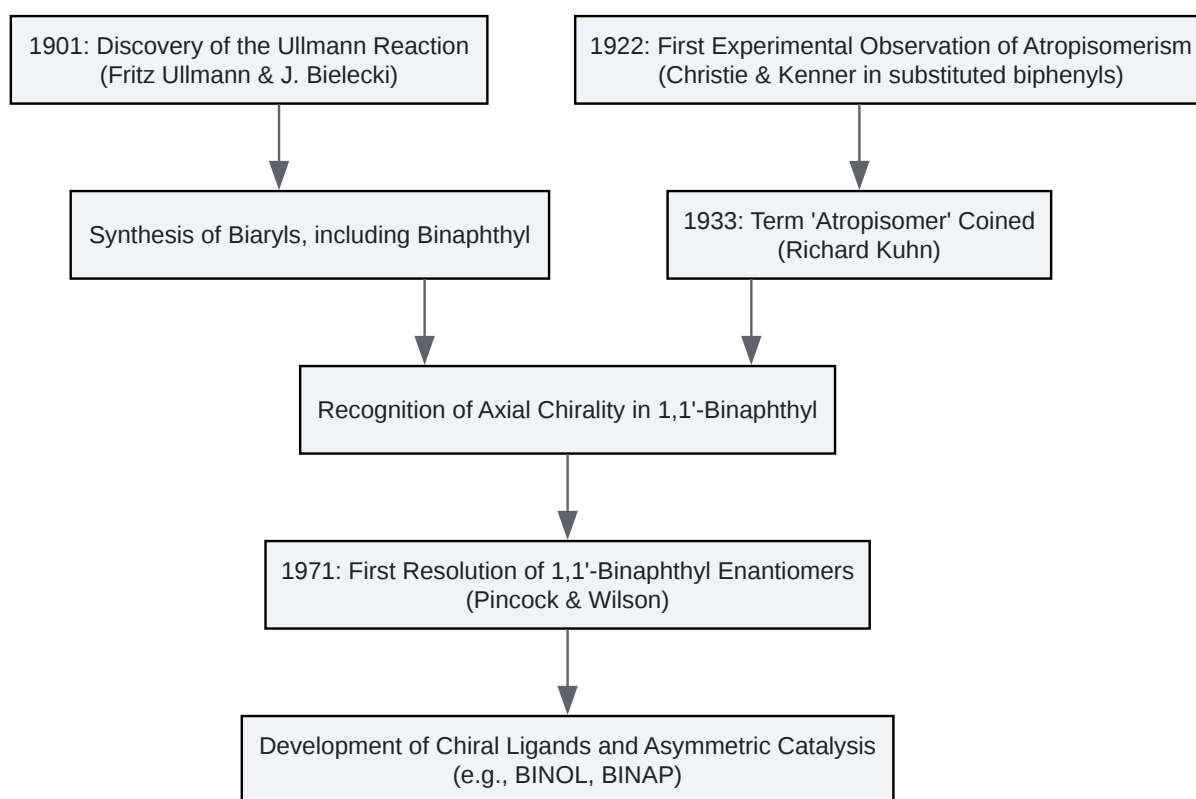 1901: Discovery of the Ullmann Reaction
(Fritz Ullmann & J. Bielecki)
1922: First Experimental Observation of Atropisomerism
(Christie & Kenner in substituted biphenyls)
Synthesis of Biaryls, including Binaphthyl
1933: Term 'Atropisomer' Coined
(Richard Kuhn)
Recognition of Axial Chirality in 1,1'-Binaphthyl
1971: First Resolution of 1,1'-Binaphthyl Enantiomers
(Pincock & Wilson)
Development of Chiral Ligands and Asymmetric Catalysis
(e.g., BINOL, BINAP)